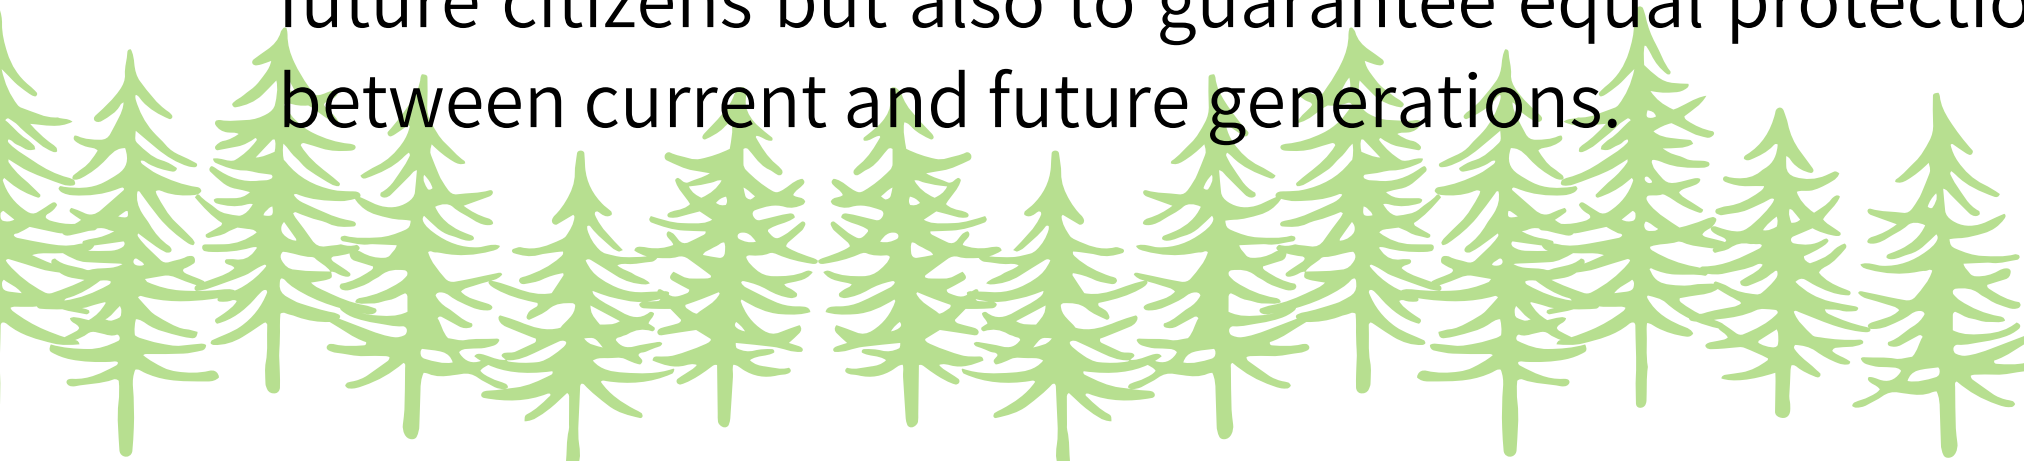 future citizens but also to guarantee equal protectio
between current and future generations.